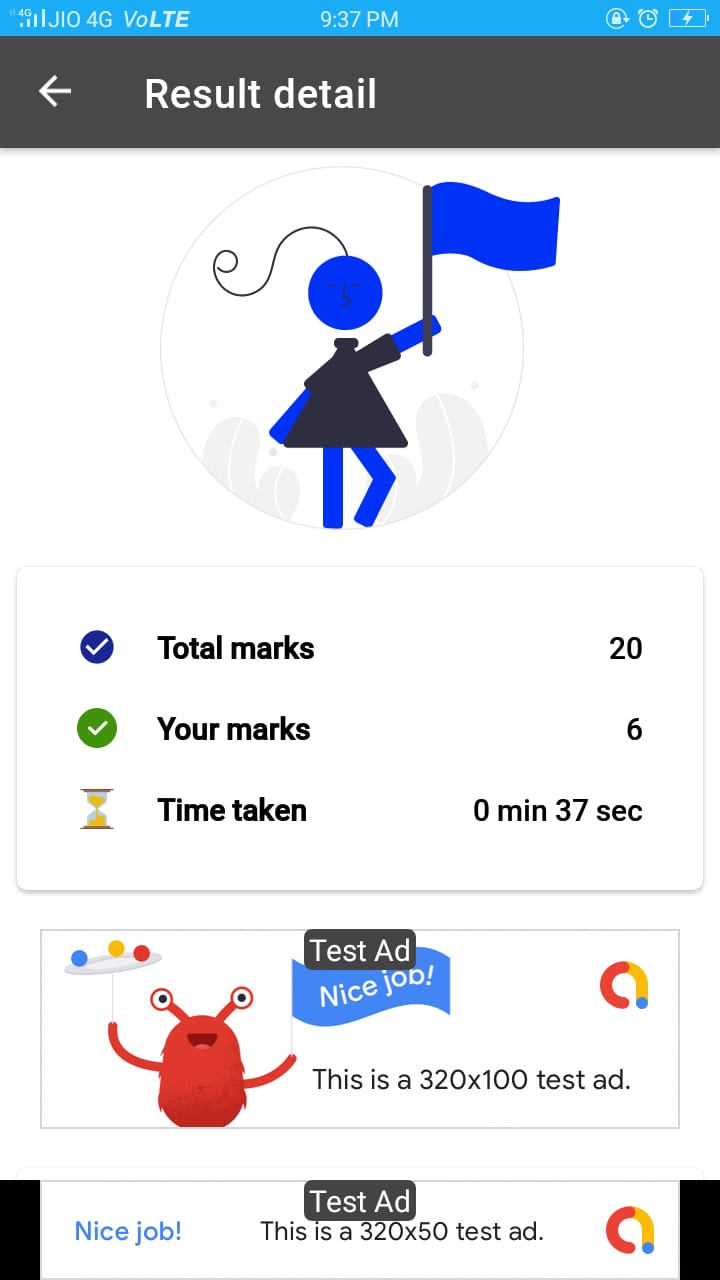 4G JIO 4G VoLTE 9:37 PM
Result detail
Total marks 20
Your marks 6
Time taken 0 min 37 sec
Test Ad
Nice job!
This is a 320x100 test ad.
Test Ad
Nice job! This is a 320x50 test ad.